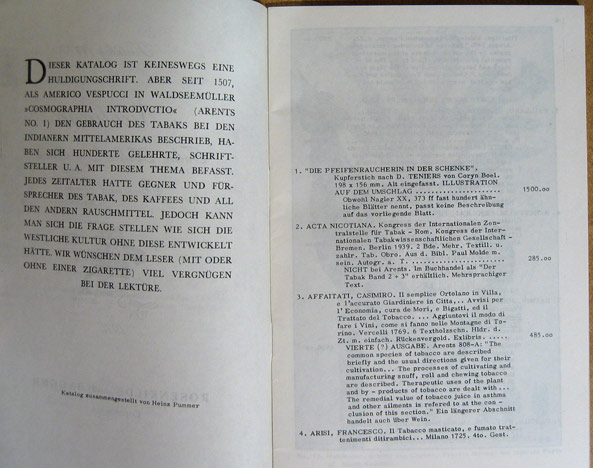 DIESER KATALOG IST KEINESWEGS EINE
HULDIGUNGSCHRIFT. ABER SEIT 1507,
ALS AMERICO VESPUCCI IN WALDSEEMÜLLER
»COSMOGRAPHIA INTRODVCTIO« (ARENTS
NO. 1) DEN GEBRAUCH DES TABAKS BEI DEN
INDIANERN MITTELAMERIKAS BESCHRIEB, HA-
BEN SICH HUNDERTE GELEHRTE, SCHRIFT-
STELLER U. A. MIT DIESEM THEMA BEFASST.
JEDES ZEITALTER HATTE GEGNER UND FÜR-
SPRECHER DES TABAK, DES KAFFEES UND ALL
DEN ANDERN RAUSCHMITTEL. JEDOCH KANN
MAN SICH DIE FRAGE STELLEN WIE SICH DIE
WESTLICHE KULTUR OHNE DIESE ENTWICKELT
HÄTTE. WIR WÜNSCHEN DEM LESER (MIT ODER
OHNE EINER ZIGARETTE) VIEL VERGNÜGEN
BEI DER LEKTÜRE.
Katalog zusammengestellt von Heinz Pummer
1. "DIE PFEIFENRAUCHERIN IN DER SCHENKE".
Kupferstich nach D. TENIERS von Coryn Boel.
198 x 156 mm. Alt eingefasst. ILLUSTRATION
AUF DEM UMSCHLAG .................... 1500.00
Obwohl Nagler XX, 373 ff fast hundert ähn-
liche Blätter nennt, passt keine Beschreibung
auf das vorliegende Blatt.
2. ACTA NICOTIANA. Kongress der Internationalen Zen-
tralstelle für Tabak - Rom. Kongress der Inter-
nationalen Tabakwissenschaftlichen Gesellschaft -
Bremen. Berlin 1939. 2 Bde. Mehr. Textill. u.
zahlr. Tab. Obro. Aus d. Bibl. Paul Molde m.
sein. Autogr. a. T. .................... 285.00
NICHT bei Arents. Im Buchhandel als "Der
Tabak Band 2 + 3" erhältlich. Mehrsprachiger
Text.
3. AFFAITATI, CASIMIRO. Il semplice Ortolano in Villa,
e l'accurato Giardiniere in Citta,.. Avvisi per
l'Economia, cura de Mori, e Bigatti, ed il
Trattato del Tobacco. ... Aggiuntovi il modo di
fare i Vini, come si fanno nelle Montagne di To-
rino. Vercelli 1769. 6 Textholzschn. Hldr. d.
Zt. m. einfach. Rückenvergold. Exlibris. ..... 485.00
VIERTE (?) AUSGABE. Arents 808-A: "The
common species of tobacco are described
briefly and the usual directions given for their
cultivation... The processes of cultivating and
manufacturing snuff, roll and chewing tobacco
are described. Therapeutic uses of the plant
and by - products of tobacco are dealt with ...
The remedial value of tobacco juice in asthma
and other ailments is refered to at the con -
clusion of this section." Ein längerer Abschnitt
handelt auch über Wein.
4. ARISI, FRANCESCO. Il Tabacco masticato, e fumato trat-
tenimenti ditirambici... Milano 1725. 4to. Gest.